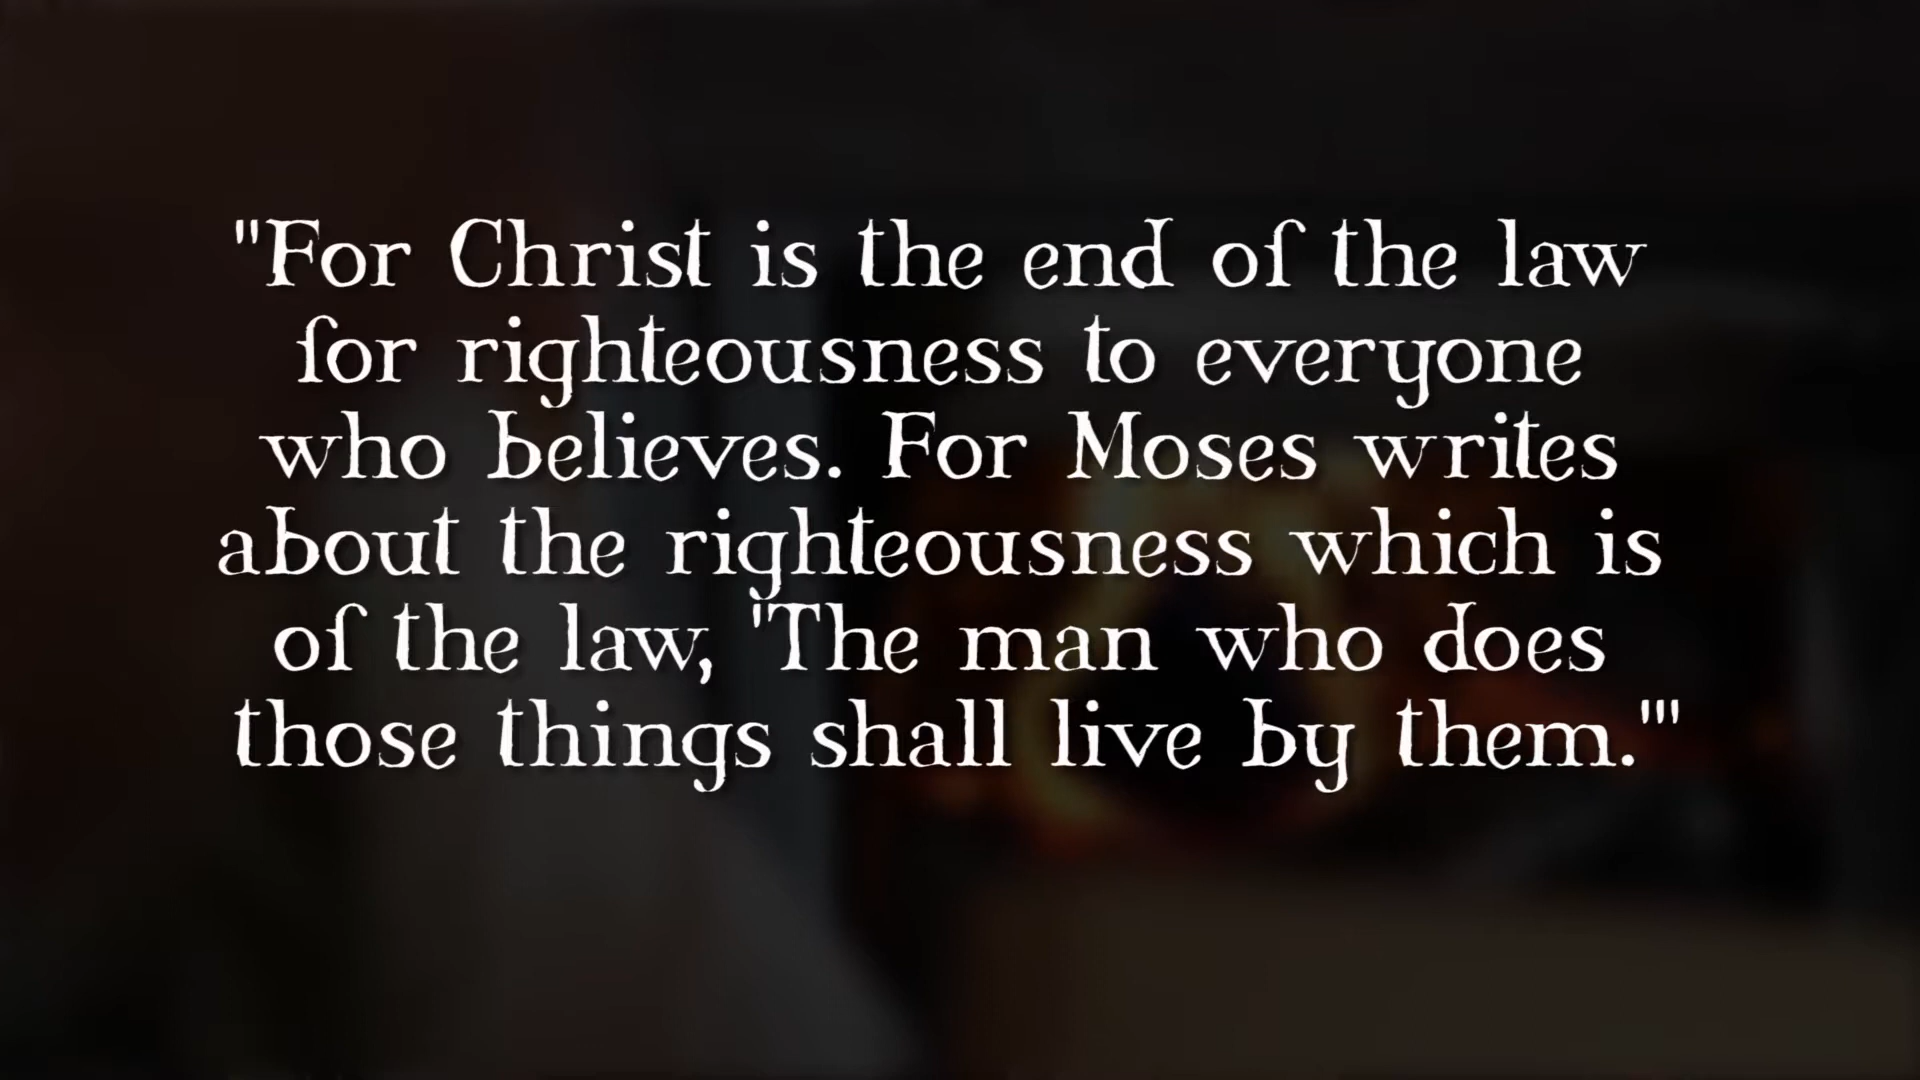 "For Christ is the end of the law
for righteousness to everyone
who believes. For Moses writes
about the righteousness which is
of the law, 'The man who does
those things shall live by them.'"